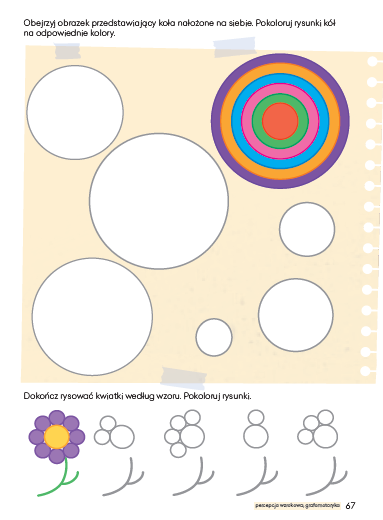 Obejrzyj obrazek przedstawiający koła nałożone na siebie. Pokoloruj rysunki kół
na odpowiednie kolory.
Dokończ rysować kwiatki według wzoru. Pokoloruj rysunki.
percepcja wzrokowa, grafomotoryka 67